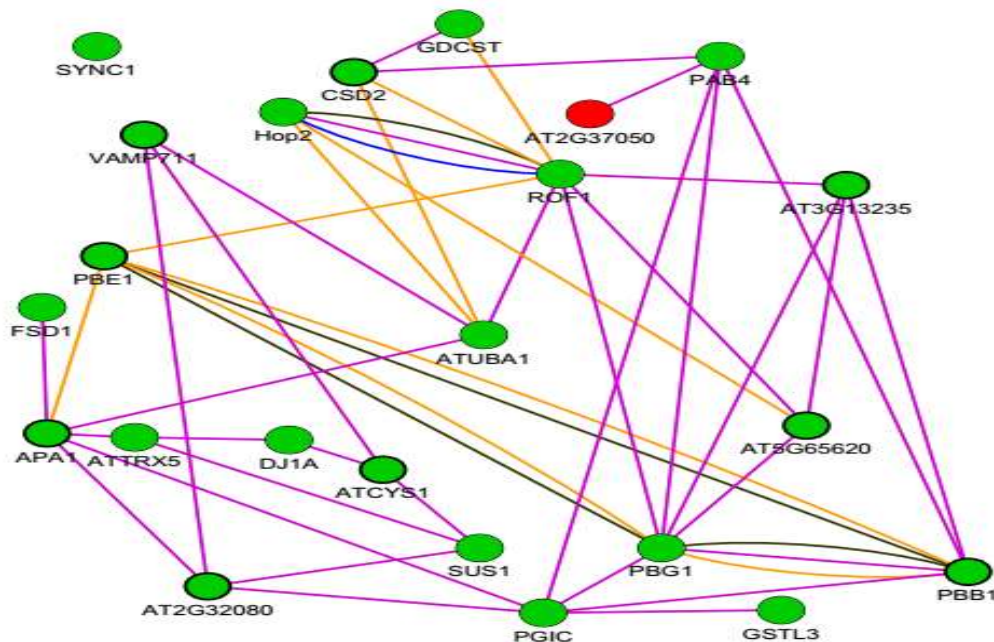 GDCST
SYNC1
PAB4
CSD2
Hop2
AT2G37050
VAMP711
ROF1
AT3G13235
PBE1
FSD1
ATUBA1
AT5G65620
APA1
ATTRX5
DJ1A
ATCYS1
SUS1
PBG1
PBB1
AT2G32080
PGIC
GSTL3